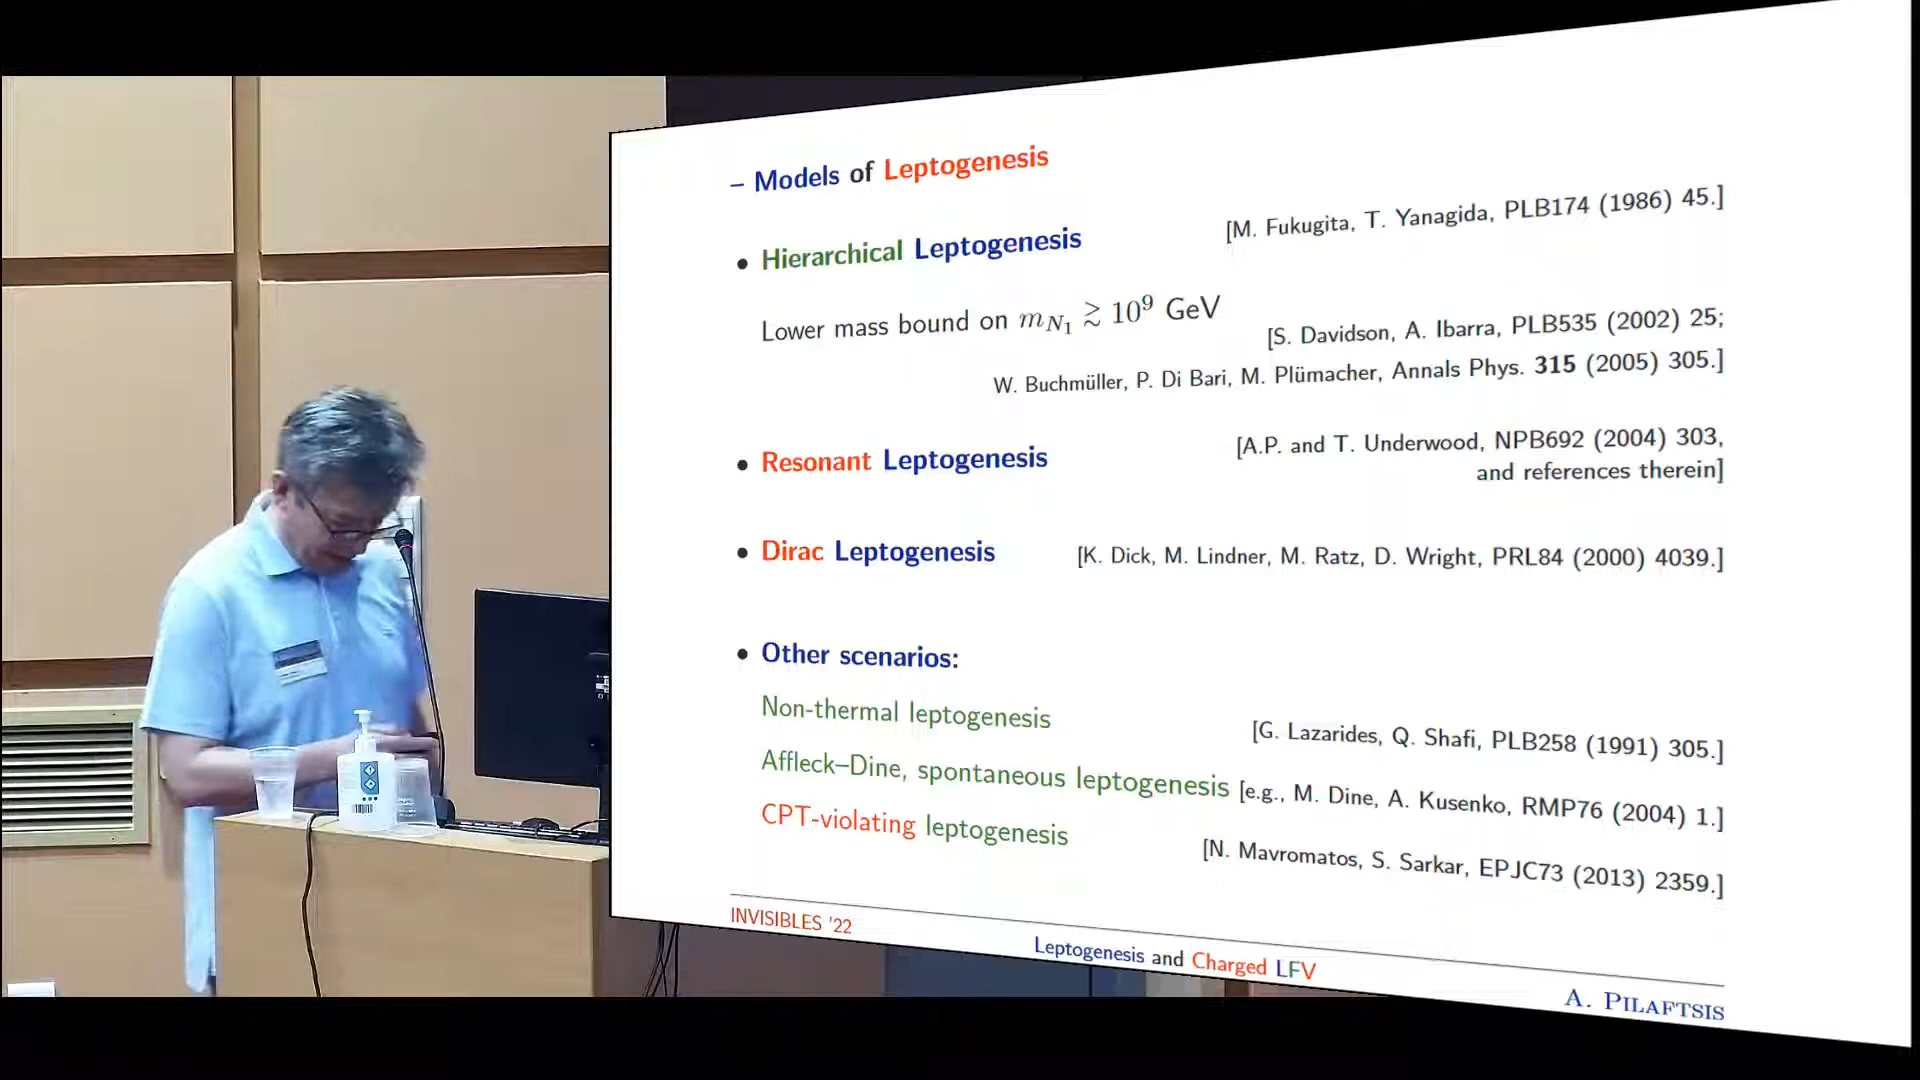 – Models of Leptogenesis
• Hierarchical Leptogenesis [M. Fukugita, T. Yanagida, PLB174 (1986) 45.]
Lower mass bound on m_{N_1} ≳ 10^9 GeV
[S. Davidson, A. Ibarra, PLB535 (2002) 25;
W. Buchmüller, P. Di Bari, M. Plümacher, Annals Phys. 315 (2005) 305.]
• Resonant Leptogenesis [A.P. and T. Underwood, NPB692 (2004) 303,
and references therein]
• Dirac Leptogenesis [K. Dick, M. Lindner, M. Ratz, D. Wright, PRL84 (2000) 4039.]
• Other scenarios:
Non-thermal leptogenesis [G. Lazarides, Q. Shafi, PLB258 (1991) 305.]
Affleck–Dine, spontaneous leptogenesis [e.g., M. Dine, A. Kusenko, RMP76 (2004) 1.]
CPT-violating leptogenesis [N. Mavromatos, S. Sarkar, EPJC73 (2013) 2359.]
INVISIBLES '22
Leptogenesis and Charged LFV
A. PILAFTSIS